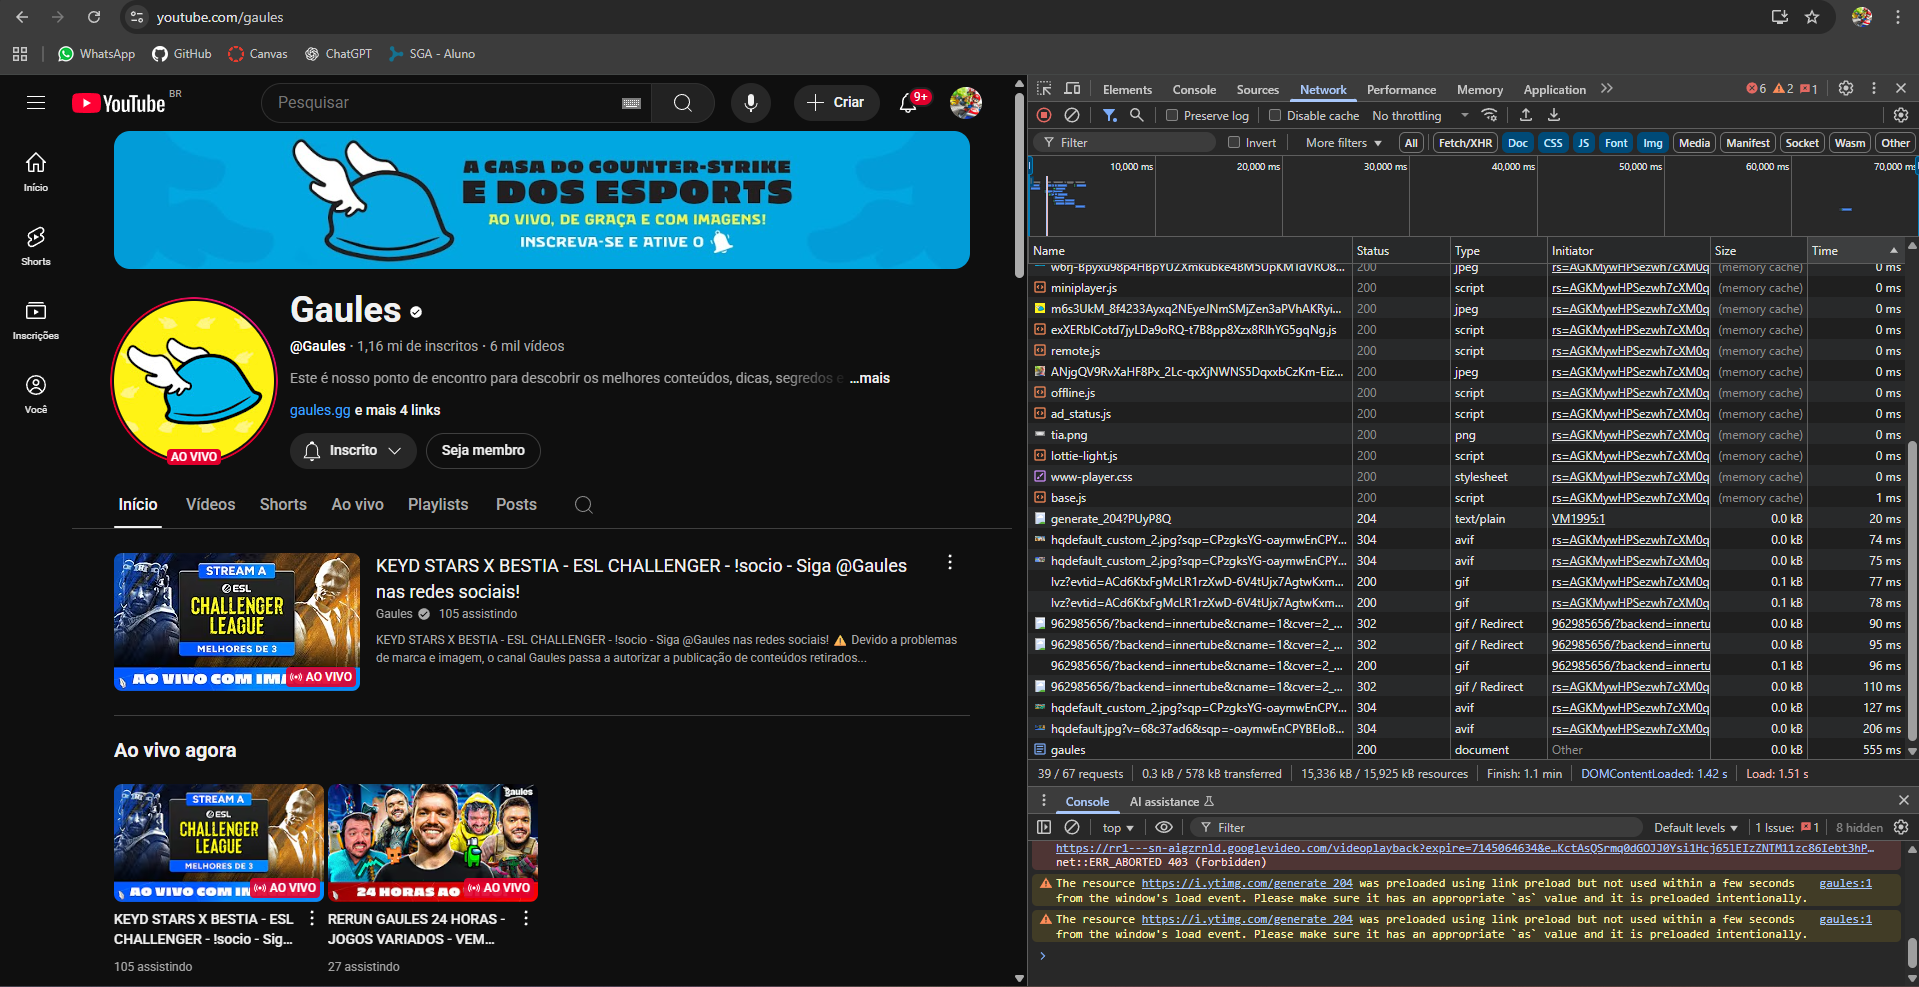 youtube.com/gaules
WhatsApp
GitHub
Canvas
ChatGPT
SGA - Aluno
YouTube BR
Pesquisar
Criar
9+
Início
Shorts
Inscrições
Você
A CASA DO COUNTER-STRIKE
E DOS ESPORTS
AO VIVO, DE GRAÇA E COM IMAGENS!
INSCREVA-SE E ATIVE O
Gaules
@Gaules · 1,16 mi de inscritos · 6 mil vídeos
Este é nosso ponto de encontro para descobrir os melhores conteúdos, dicas, segredos e ...mais
gaules.gg e mais 4 links
AO VIVO
Inscrito
Seja membro
Início Vídeos Shorts Ao vivo Playlists Posts
STREAM A
ESL
CHALLENGER
LEAGUE
MELHORES DE 3
AO VIVO COM
AO VIVO
KEYD STARS X BESTIA - ESL CHALLENGER - !socio - Siga @Gaules
nas redes sociais!
Gaules 105 assistindo
KEYD STARS X BESTIA - ESL CHALLENGER - !socio - Siga @Gaules nas redes sociais! ⚠️ Devido a problemas
de marca e imagem, o canal Gaules passa a autorizar a publicação de conteúdos retirados...
Ao vivo agora
STREAM A
ESL
CHALLENGER
LEAGUE
MELHORES DE 3
AO VIVO COM
AO VIVO
KEYD STARS X BESTIA - ESL
CHALLENGER - !socio - Sig...
105 assistindo
gaules
24 HORAS AO
AO VIVO
RERUN GAULES 24 HORAS -
JOGOS VARIADOS - VEM...
27 assistindo
Elements Console Sources Network Performance Memory Application 6 2 1
Preserve log Disable cache No throttling
Filter Invert More filters All Fetch/XHR Doc CSS JS Font Img Media Manifest Socket Wasm Other
10,000 ms 20,000 ms 30,000 ms 40,000 ms 50,000 ms 60,000 ms 70,000 ms
Name Status Type Initiator Size Time
200 jpeg rs=AGKMywHPSezwh7cXM0q (memory cache) 0 ms
miniplayer.js 200 script rs=AGKMywHPSezwh7cXM0q (memory cache) 0 ms
m6s3UkM_8f4233Ayxq2NEyeJNmSMjZen3aPVhAKRyi... 200 jpeg rs=AGKMywHPSezwh7cXM0q (memory cache) 0 ms
exXERbICotd7jyLDa9oRQ-t7B8pp8Xzx8RIhYG5gqNg.js 200 script rs=AGKMywHPSezwh7cXM0q (memory cache) 0 ms
remote.js 200 script rs=AGKMywHPSezwh7cXM0q (memory cache) 0 ms
ANjgQV9RvXaHF8Px_2Lc-qxXjNWNS5DqxxbCzKm-Eiz... 200 jpeg rs=AGKMywHPSezwh7cXM0q (memory cache) 0 ms
offline.js 200 script rs=AGKMywHPSezwh7cXM0q (memory cache) 0 ms
ad_status.js 200 script rs=AGKMywHPSezwh7cXM0q (memory cache) 0 ms
tia.png 200 png rs=AGKMywHPSezwh7cXM0q (memory cache) 0 ms
lottie-light.js 200 script rs=AGKMywHPSezwh7cXM0q (memory cache) 0 ms
www-player.css 200 stylesheet rs=AGKMywHPSezwh7cXM0q (memory cache) 0 ms
base.js 200 script rs=AGKMywHPSezwh7cXM0q (memory cache) 1 ms
generate_204?PUyP8Q 204 text/plain VM1995:1 0.0 kB 20 ms
hqdefault_custom_2.jpg?sqp=CPzgksYG-oaymwEnCPY... 304 avif rs=AGKMywHPSezwh7cXM0q 0.0 kB 74 ms
hqdefault_custom_2.jpg?sqp=CPzgksYG-oaymwEnCPY... 304 avif rs=AGKMywHPSezwh7cXM0q 0.0 kB 75 ms
lvz?evtid=ACd6KtxFgMcLR1rzXwD-6V4tUjx7AgtwKxm... 200 gif rs=AGKMywHPSezwh7cXM0q 0.1 kB 77 ms
lvz?evtid=ACd6KtxFgMcLR1rzXwD-6V4tUjx7AgtwKxm... 200 gif rs=AGKMywHPSezwh7cXM0q 0.1 kB 78 ms
962985656/?backend=innertube&cname=1&cver=2_... 302 gif / Redirect 962985656/?backend=innertu 0.0 kB 90 ms
962985656/?backend=innertube&cname=1&cver=2_... 302 gif / Redirect 962985656/?backend=innertu 0.0 kB 95 ms
962985656/?backend=innertube&cname=1&cver=2_... 200 gif 962985656/?backend=innertu 0.1 kB 96 ms
962985656/?backend=innertube&cname=1&cver=2_... 302 gif / Redirect rs=AGKMywHPSezwh7cXM0q 0.0 kB 110 ms
hqdefault_custom_2.jpg?sqp=CPzgksYG-oaymwEnCPY... 304 avif rs=AGKMywHPSezwh7cXM0q 0.0 kB 127 ms
hqdefault.jpg?v=68c37ad6&sqp=-oaymwEnCPYBEIoB... 304 avif rs=AGKMywHPSezwh7cXM0q 0.0 kB 206 ms
gaules 200 document Other 0.0 kB 555 ms
39 / 67 requests 0.3 kB / 578 kB transferred 15,336 kB / 15,925 kB resources Finish: 1.1 min DOMContentLoaded: 1.42 s Load: 1.51 s
Console AI assistance
top Filter Default levels 1 Issue: 1 8 hidden
net::ERR_ABORTED 403 (Forbidden)
The resource https://i.ytimg.com/generate_204 was preloaded using link preload but not used within a few seconds gaules:1
from the window's load event. Please make sure it has an appropriate `as` value and it is preloaded intentionally.
The resource https://i.ytimg.com/generate_204 was preloaded using link preload but not used within a few seconds gaules:1
from the window's load event. Please make sure it has an appropriate `as` value and it is preloaded intentionally.